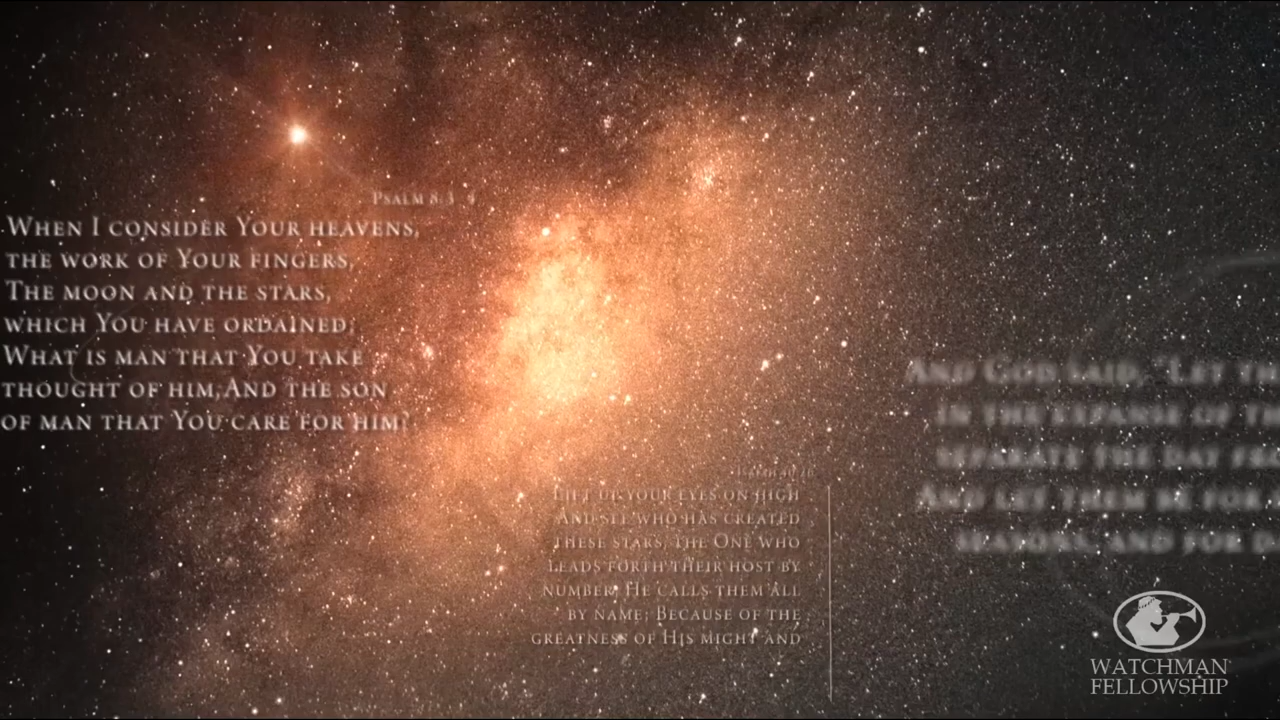 PSALM 8:3 4
WHEN I CONSIDER YOUR HEAVENS,
THE WORK OF YOUR FINGERS,
THE MOON AND THE STARS,
WHICH YOU HAVE ORDAINED;
WHAT IS MAN THAT YOU TAKE
THOUGHT OF HIM, AND THE SON
OF MAN THAT YOU CARE FOR HIM?
LIFT UP YOUR EYES ON HIGH
AND SEE WHO HAS CREATED
THESE STARS, THE ONE WHO
LEADS FORTH THEIR HOST BY
NUMBER, HE CALLS THEM ALL
BY NAME; BECAUSE OF THE
GREATNESS OF HIS MIGHT AND
AND GOD SAID, "LET
IN THE EXPANSE OF
SEPARATE THE DAY
AND LET THEM BE FOR
SEASONS, AND FOR
WATCHMAN
FELLOWSHIP